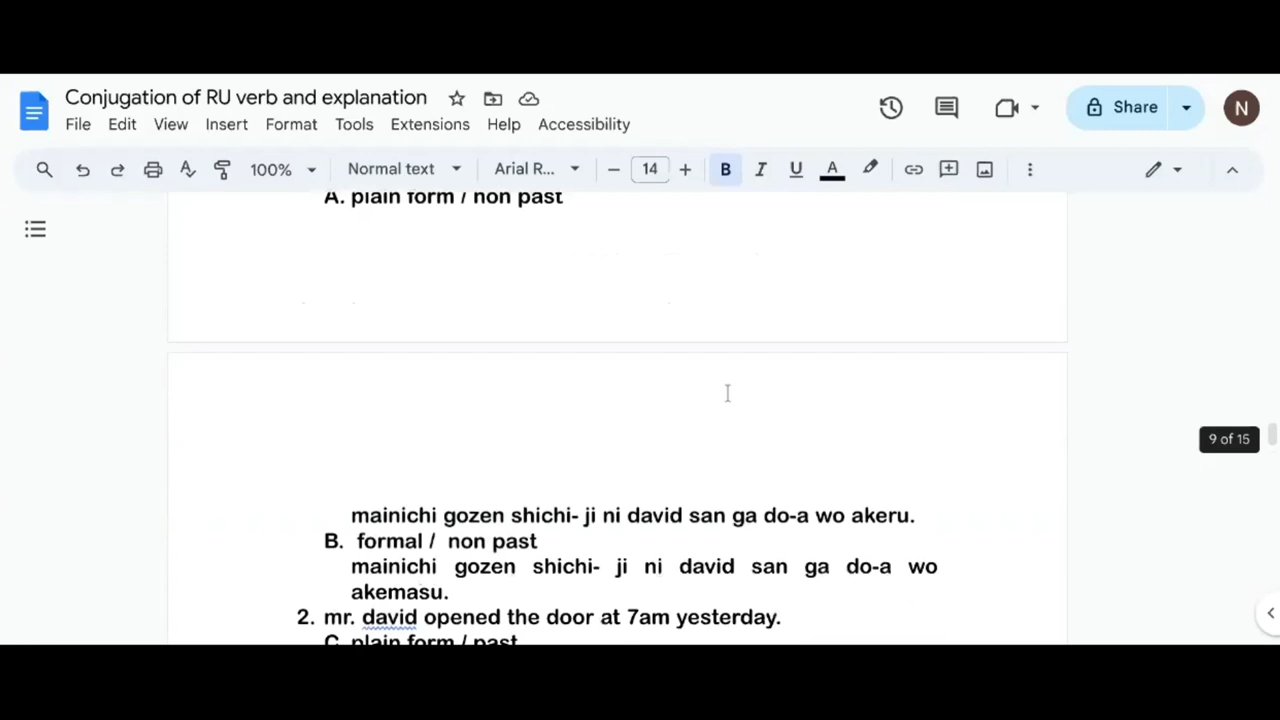 Conjugation of RU verb and explanation
File Edit View Insert Format Tools Extensions Help Accessibility
Share
N
100% Normal text Arial R... 14 B I U A
A. plain form / non past
9 of 15
mainichi gozen shichi- ji ni david san ga do-a wo akeru.
B. formal / non past
mainichi gozen shichi- ji ni david san ga do-a wo
akemasu.
2. mr. david opened the door at 7am yesterday.
C. plain form / past